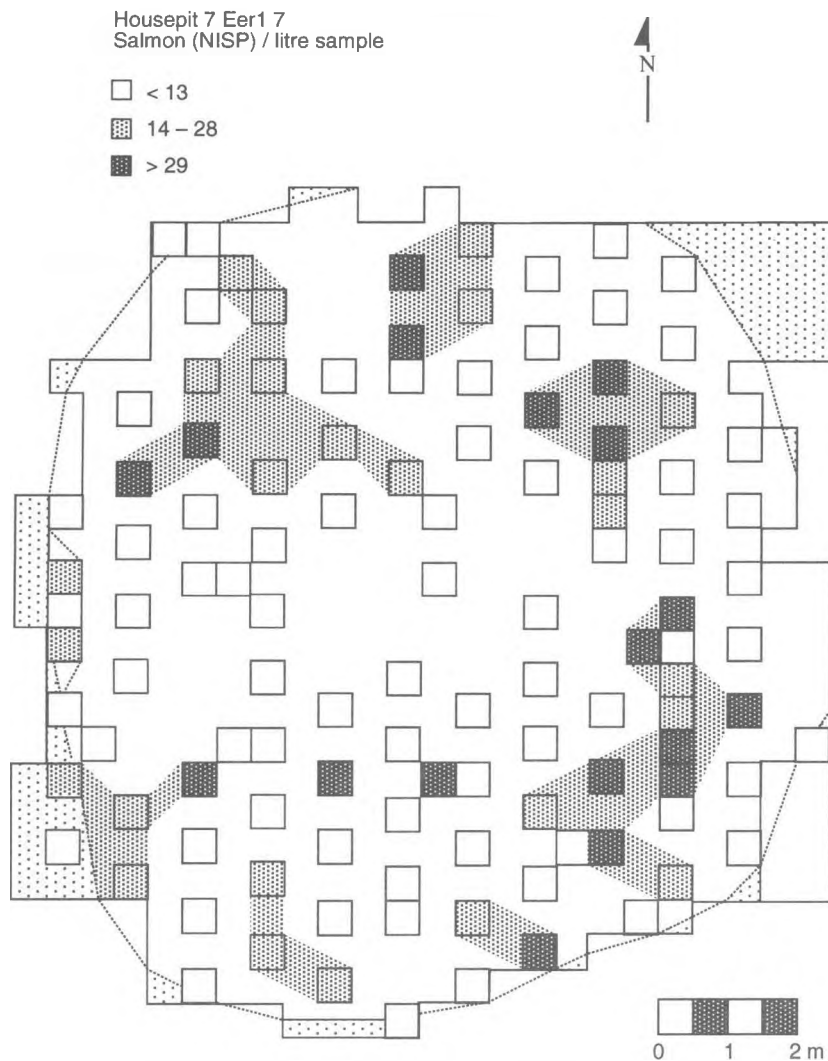 Housepit 7 Eer1 7
Salmon (NISP) / litre sample
< 13
14 – 28
> 29
N
0 1 2 m